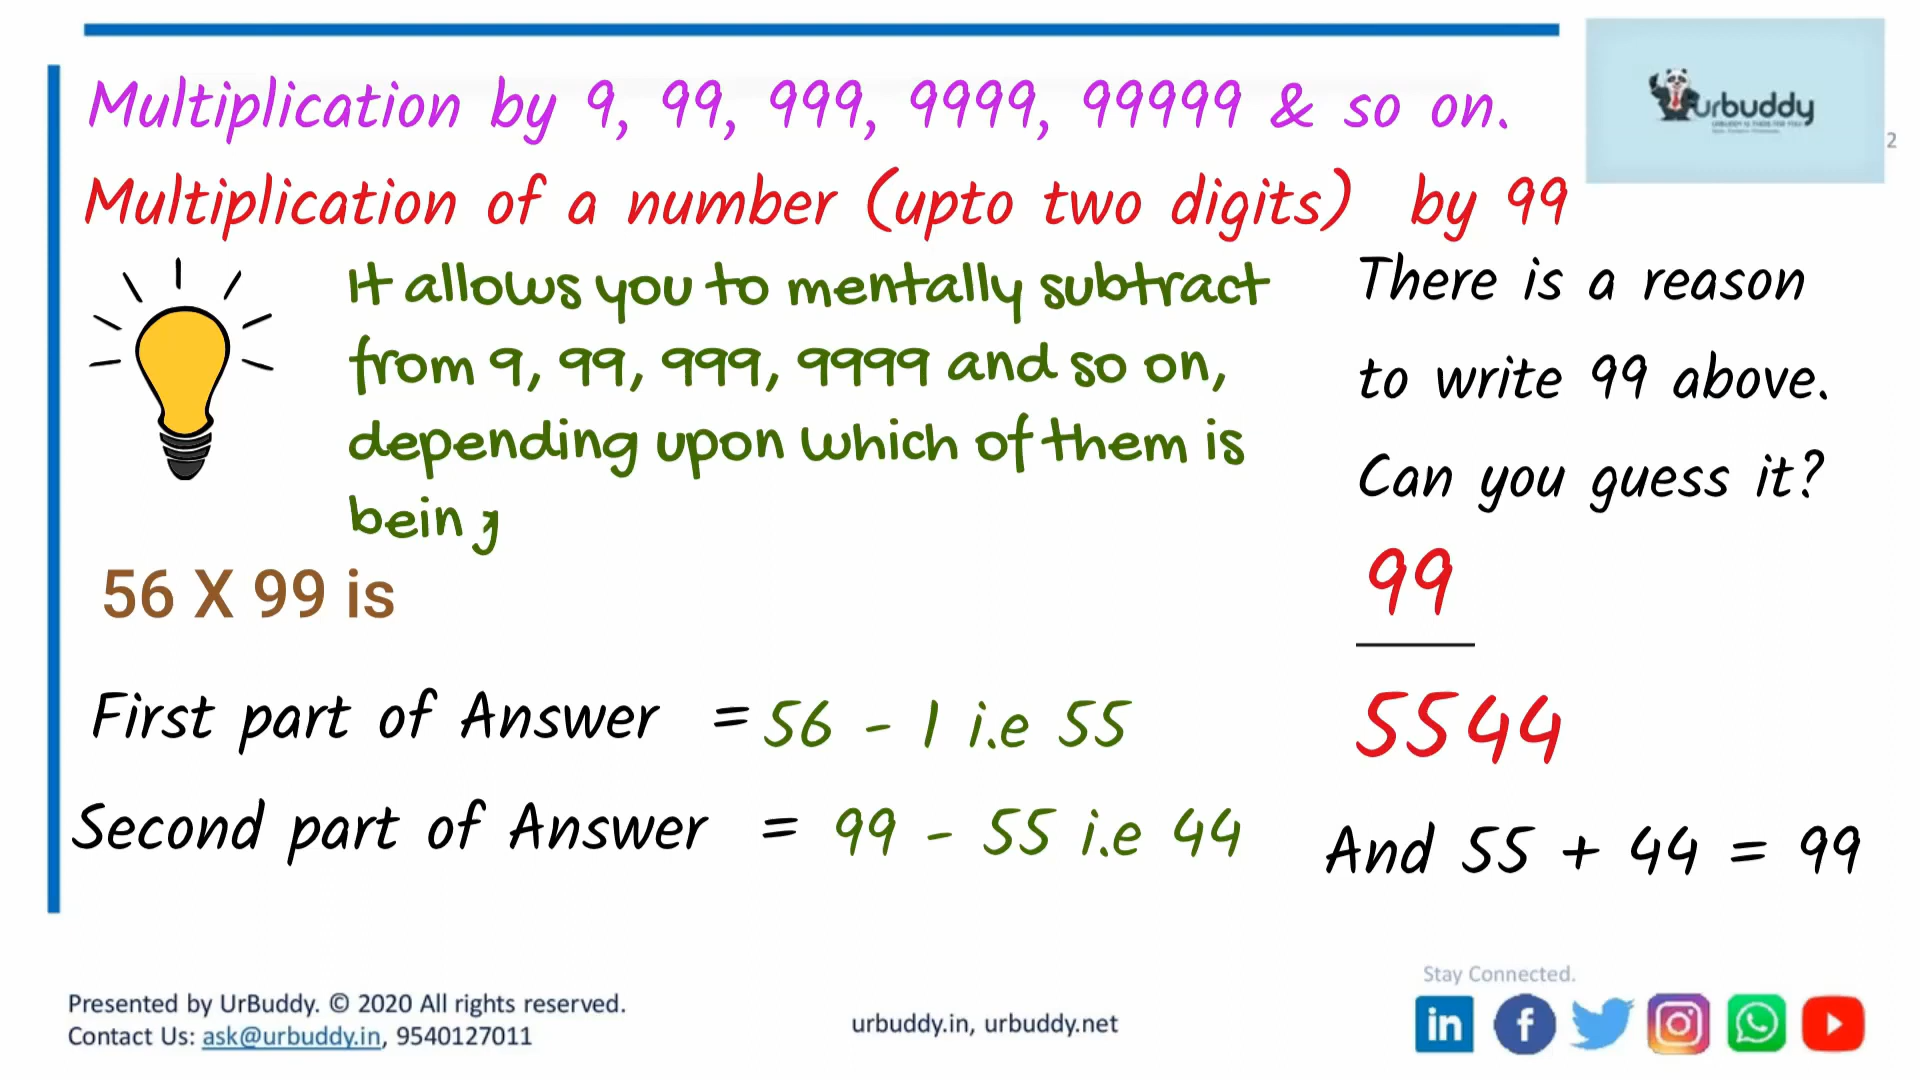 Multiplication by 9, 99, 999, 9999, 99999 & so on.
urbuddy
2
Multiplication of a number (upto two digits) by 99
It allows you to mentally subtract
from 9, 99, 999, 9999 and so on,
depending upon which of them is
being
There is a reason
to write 99 above.
Can you guess it?
56 X 99 is
99
First part of Answer = 56 - 1 i.e 55
5544
Second part of Answer = 99 - 55 i.e 44
And 55 + 44 = 99
Stay Connected.
Presented by UrBuddy. © 2020 All rights reserved.
Contact Us: ask@urbuddy.in, 9540127011
urbuddy.in, urbuddy.net